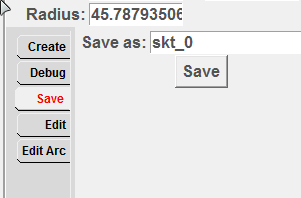 Radius: 45.78793506
Create
Debug
Save
Edit
Edit Arc
Save as: skt_0
Save